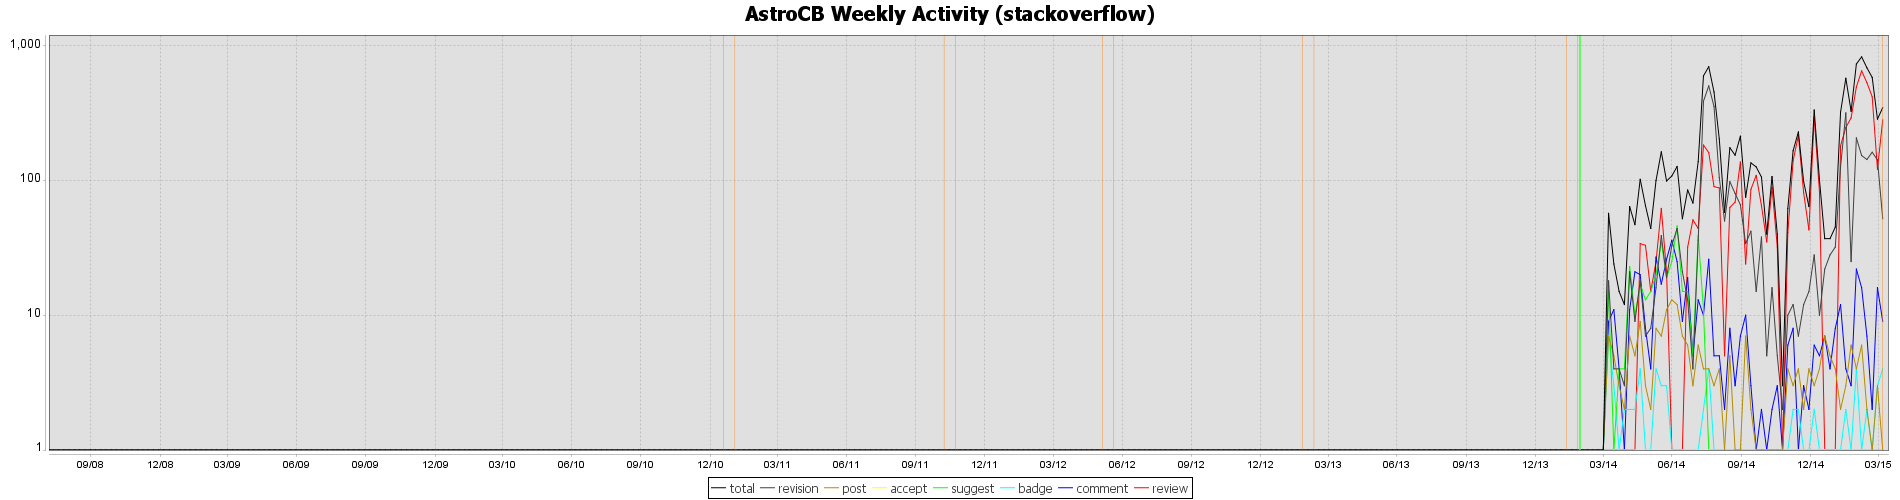 AstroCB Weekly Activity (stackoverflow)
1,000
100
10
1
09/08 12/08 03/09 06/09 09/09 12/09 03/10 06/10 09/10 12/10 03/11 06/11 09/11 12/11 03/12 06/12 09/12 12/12 03/13 06/13 09/13 12/13 03/14 06/14 09/14 12/14 03/15
total revision post accept suggest badge comment review